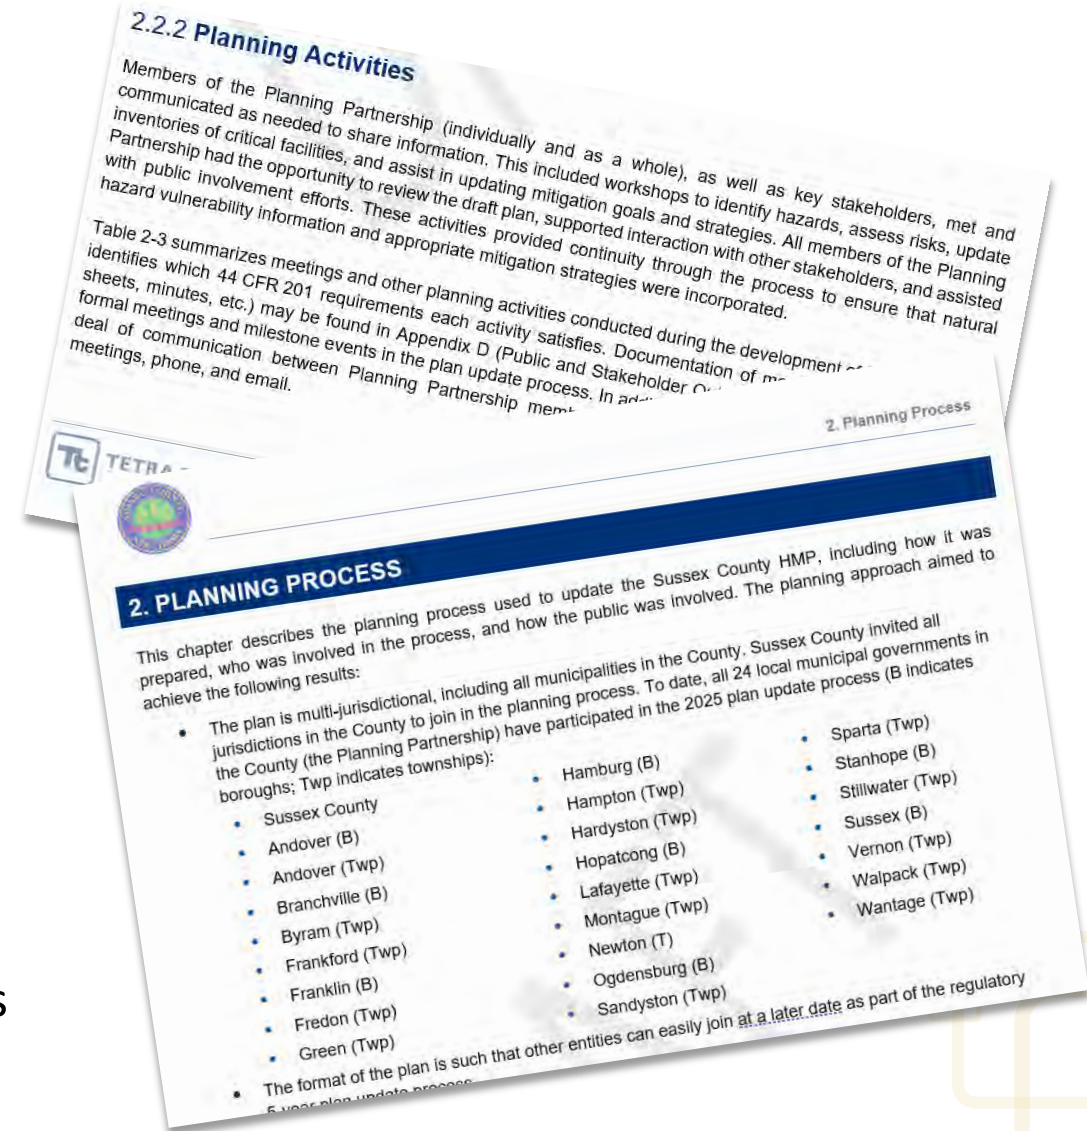 2.2.2 Planning Activities
Members of the Planning Partnership (individually and as a whole), as well as key stakeholders, met and
communicated as needed to share information. This included workshops to identify hazards, assess risks, update
inventories of critical facilities, and assist in updating mitigation goals and strategies. All members of the Planning
Partnership had the opportunity to review the draft plan, supported interaction with other stakeholders, and assisted
with public involvement efforts. These activities provided continuity through the process to ensure that natural
hazard vulnerability information and appropriate mitigation strategies were incorporated.
Table 2-3 summarizes meetings and other planning activities conducted during the development
identifies which 44 CFR 201 requirements each activity satisfies. Documentation of
sheets, minutes, etc.) may be found in Appendix D (Public and Stakeholder
formal meetings and milestone events in the plan update process. In
deal of communication between Planning Partnership
meetings, phone, and email.
Tt TETRA
2. Planning Process
2. PLANNING PROCESS
This chapter describes the planning process used to update the Sussex County HMP, including how it was
prepared, who was involved in the process, and how the public was involved. The planning approach aimed to
achieve the following results:
• The plan is multi-jurisdictional, including all municipalities in the County. Sussex County invited all
jurisdictions in the County to join in the planning process. To date, all 24 local municipal governments in
the County (the Planning Partnership) have participated in the 2025 plan update process (B indicates
boroughs; Twp indicates townships):
• Sussex County
• Andover (B)
• Andover (Twp)
• Branchville (B)
• Byram (Twp)
• Frankford (Twp)
• Franklin (B)
• Fredon (Twp)
• Green (Twp)
• Hamburg (B)
• Hampton (Twp)
• Hardyston (Twp)
• Hopatcong (B)
• Lafayette (Twp)
• Montague (Twp)
• Newton (T)
• Ogdensburg (B)
• Sandyston (Twp)
• Sparta (Twp)
• Stanhope (B)
• Stillwater (Twp)
• Sussex (B)
• Vernon (Twp)
• Walpack (Twp)
• Wantage (Twp)
• The format of the plan is such that other entities can easily join at a later date as part of the regulatory
5-year plan update process
s